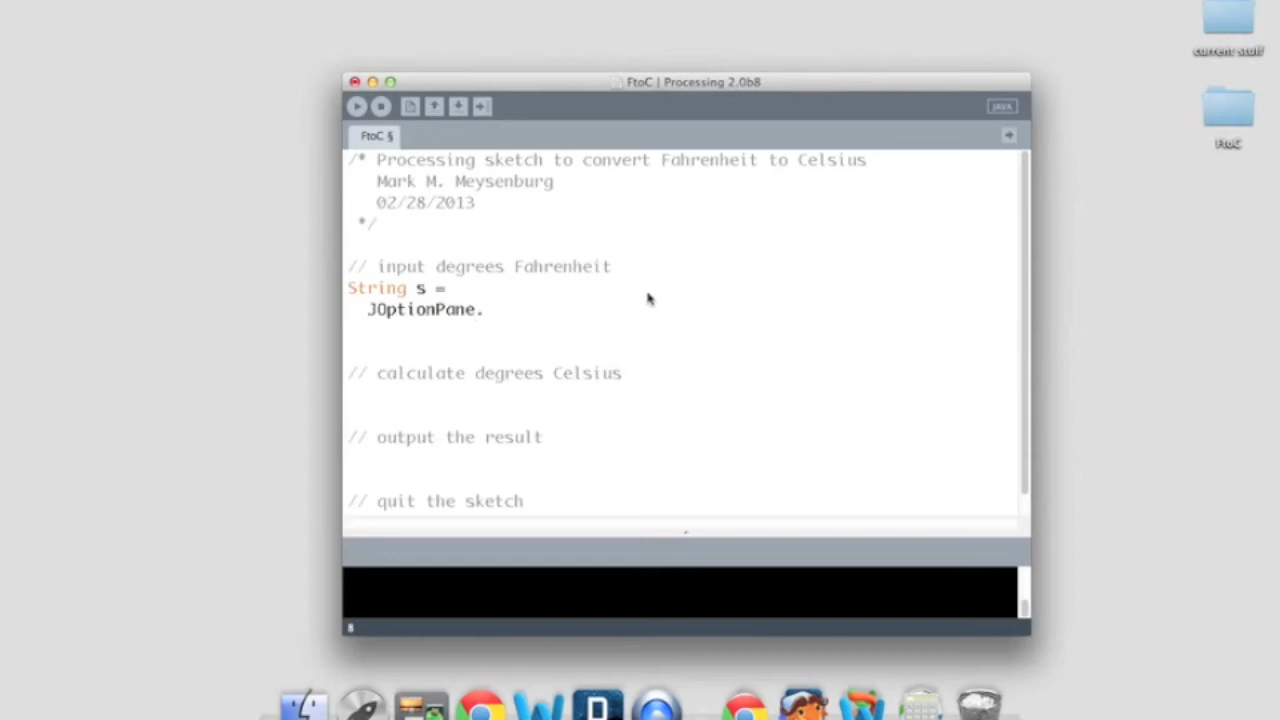 current stuff
FtoC | Processing 2.0b8
JAVA
FtoC §
FtoC
/* Processing sketch to convert Fahrenheit to Celsius
Mark M. Meysenburg
02/28/2013
*/
// input degrees Fahrenheit
String s =
JOptionPane.
// calculate degrees Celsius
// output the result
// quit the sketch
8